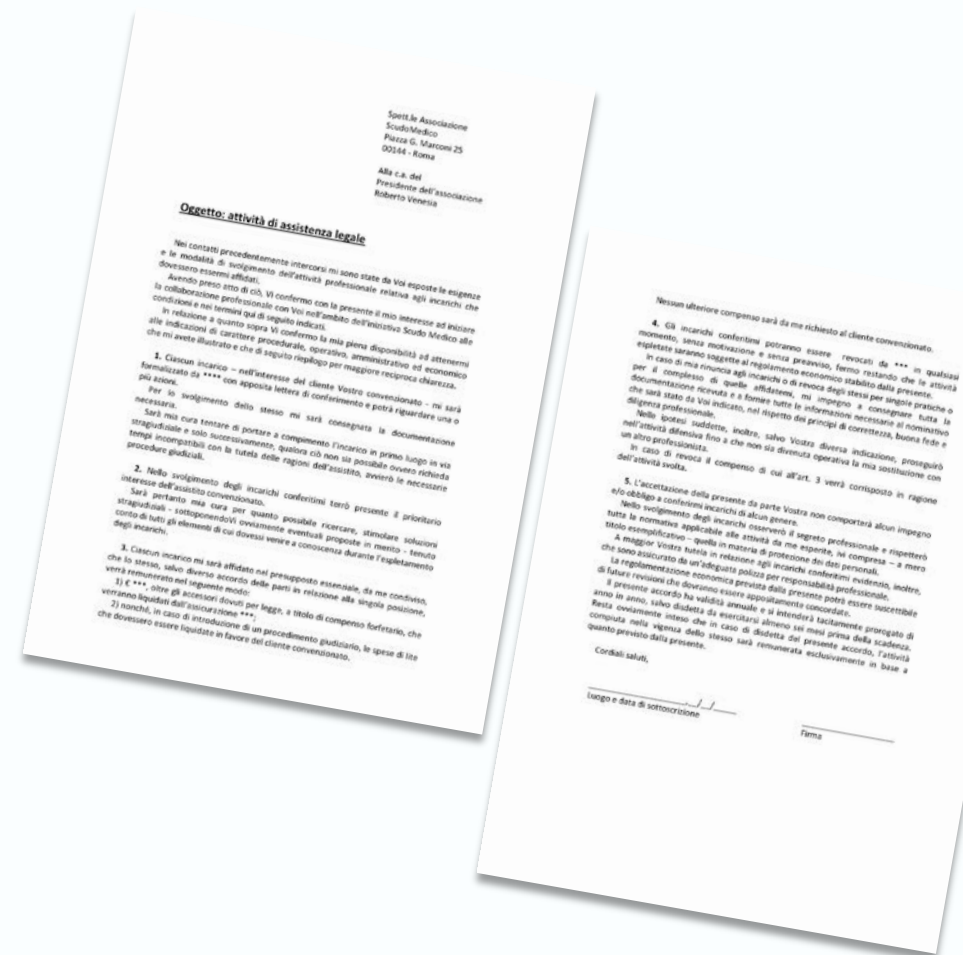 Spett.le Associazione
ScudoMedico
Piazza G. Marconi 25
00144 - Roma
Alla c.a. del
Presidente dell'associazione
Roberto Venesia
Oggetto: attività di assistenza legale
Nei contatti precedentemente intercorsi mi sono state da Voi esposte le esigenze
e le modalità di svolgimento dell'attività professionale relativa agli incarichi che
dovessero essermi affidati.
Avendo preso atto di ciò, Vi confermo con la presente il mio interesse ad iniziare
la collaborazione professionale con Voi nell'ambito dell'iniziativa Scudo Medico alle
condizioni e nei termini qui di seguito indicati.
In relazione a quanto sopra Vi confermo la mia piena disponibilità ad attenermi
alle indicazioni di carattere procedurale, operativo, amministrativo ed economico
che mi avete illustrato e che di seguito riepilogo per maggiore reciproca chiarezza.
1. Ciascun incarico – nell'interesse del cliente Vostro convenzionato - mi sarà
formalizzato da **** con apposita lettera di conferimento e potrà riguardare una o
più azioni.
Per lo svolgimento dello stesso mi sarà consegnata la documentazione
necessaria.
Sarà mia cura tentare di portare a compimento l'incarico in primo luogo in via
stragiudiziale e solo successivamente, qualora ciò non sia possibile ovvero richieda
tempi incompatibili con la tutela delle ragioni dell'assistito, avvierò le necessarie
procedure giudiziali.
2. Nello svolgimento degli incarichi conferitimi terrò presente il prioritario
interesse dell'assistito convenzionato.
Sarà pertanto mia cura per quanto possibile ricercare, stimolare soluzioni
stragiudiziali - sottoponendoVi ovviamente eventuali proposte in merito - tenuto
conto di tutti gli elementi di cui dovessi venire a conoscenza durante l'espletamento
degli incarichi.
3. Ciascun incarico mi sarà affidato nel presupposto essenziale, da me condiviso,
che lo stesso, salvo diverso accordo delle parti in relazione alla singola posizione,
verrà remunerato nel seguente modo:
1) € ***, oltre gli accessori dovuti per legge, a titolo di compenso forfetario, che
verranno liquidati dall'assicurazione ***;
2) nonché, in caso di introduzione di un procedimento giudiziario, le spese di lite
che dovessero essere liquidate in favore del cliente convenzionato.
Nessun ulteriore compenso sarà da me richiesto al cliente convenzionato.
4. Gli incarichi conferitimi potranno essere revocati da *** in qualsiasi
momento, senza motivazione e senza preavviso, fermo restando che le attività
espletate saranno soggette al regolamento economico stabilito dalla presente.
In caso di mia rinuncia agli incarichi o di revoca degli stessi per singole pratiche o
per il complesso di quelle affidatemi, mi impegno a consegnare tutta la
documentazione ricevuta e a fornire tutte le informazioni necessarie al nominativo
che sarà stato da Voi indicato, nel rispetto dei principi di correttezza, buona fede e
diligenza professionale.
Nelle ipotesi suddette, inoltre, salvo Vostra diversa indicazione, proseguirò
nell'attività difensiva fino a che non sia divenuta operativa la mia sostituzione con
un altro professionista.
In caso di revoca il compenso di cui all'art. 3 verrà corrisposto in ragione
dell'attività svolta.
5. L'accettazione della presente da parte Vostra non comporterà alcun impegno
e/o obbligo a conferirmi incarichi di alcun genere.
Nello svolgimento degli incarichi osserverò il segreto professionale e rispetterò
tutta la normativa applicabile alle attività da me esperite, ivi compresa – a mero
titolo esemplificativo – quella in materia di protezione dei dati personali.
A maggior Vostra tutela in relazione agli incarichi conferitimi evidenzio, inoltre,
che sono assicurato da un'adeguata polizza per responsabilità professionale.
La regolamentazione economica prevista dalla presente potrà essere suscettibile
di future revisioni che dovranno essere appositamente concordate.
Il presente accordo ha validità annuale e si intenderà tacitamente prorogato di
anno in anno, salvo disdetta da esercitarsi almeno sei mesi prima della scadenza.
Resta ovviamente inteso che in caso di disdetta del presente accordo, l'attività
compiuta nella vigenza dello stesso sarà remunerata esclusivamente in base a
quanto previsto dalla presente.
Cordiali saluti,
____________________, __/__/______
Luogo e data di sottoscrizione
____________________
Firma